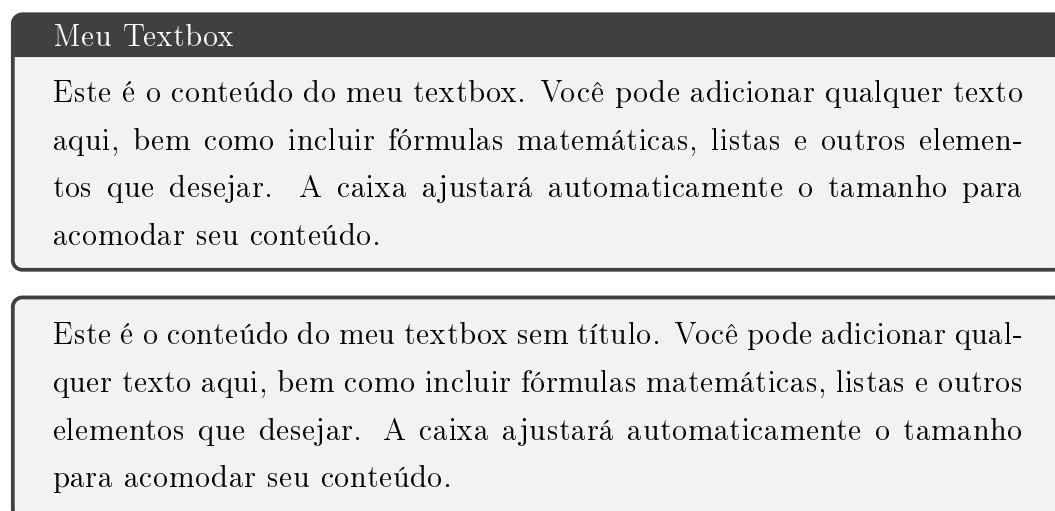 Meu Textbox
Este é o conteúdo do meu textbox. Você pode adicionar qualquer texto
aqui, bem como incluir fórmulas matemáticas, listas e outros elemen-
tos que desejar. A caixa ajustará automaticamente o tamanho para
acomodar seu conteúdo.
Este é o conteúdo do meu textbox sem título. Você pode adicionar qual-
quer texto aqui, bem como incluir fórmulas matemáticas, listas e outros
elementos que desejar. A caixa ajustará automaticamente o tamanho
para acomodar seu conteúdo.